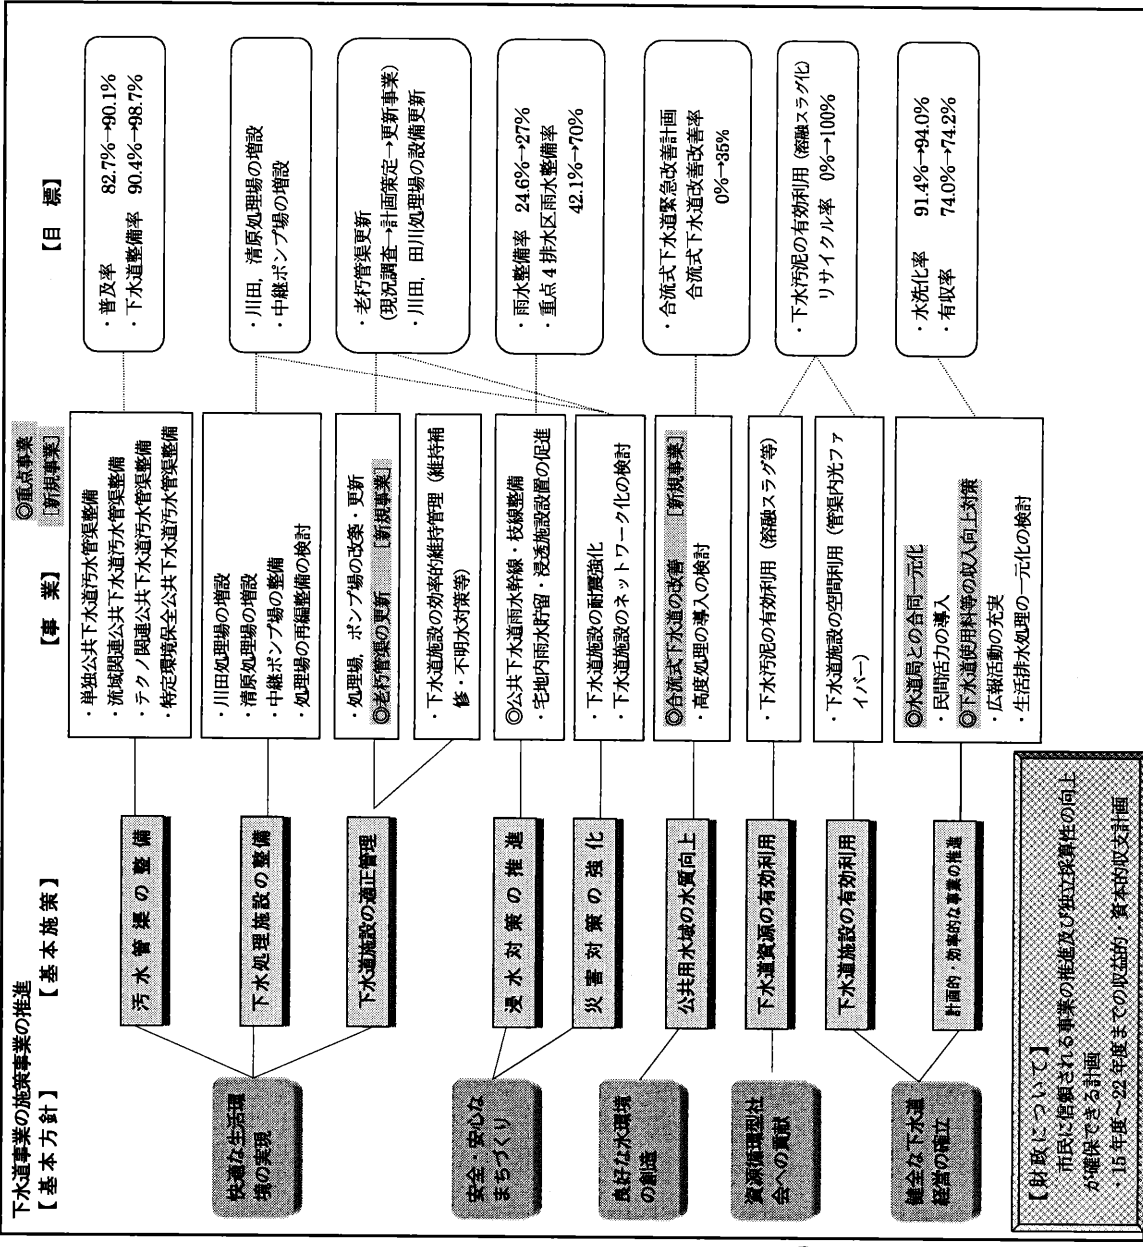 下水道事業の施策事業の推進
【基本方針】
【基本施策】
【事　業】
◎重点事業
[新規事業]
【目　標】
快適な生活環
境の実現
安全・安心な
まちづくり
良好な水環境
の創造
資源循環型社
会への貢献
健全な下水道
経営の確立
汚水管渠の整備
下水処理施設の整備
下水道施設の適正管理
浸水対策の推進
災害対策の強化
公共用水域の水質向上
下水道資源の有効利用
下水道施設の有効利用
計画的・効率的な事業の推進
・単独公共下水道汚水管渠整備
・流域関連公共下水道汚水管渠整備
・テクノ関連公共下水道汚水管渠整備
・特定環境保全公共下水道汚水管渠整備
・川田処理場の増設
・清原処理場の増設
・中継ポンプ場の整備
・処理場の再編整備の検討
・処理場，ポンプ場の改築・更新
◎老朽管渠の更新　[新規事業]
・下水道施設の効率的維持管理（維持補
修・不明水対策等）
◎公共下水道雨水幹線・枝線整備
・宅地内雨水貯留・浸透施設設置の促進
・下水道施設の耐震強化
・下水道施設のネットワーク化の検討
◎合流式下水道の改善　[新規事業]
・高度処理の導入の検討
・下水汚泥の有効利用（溶融スラグ等）
・下水道施設の空間利用（管渠内光ファ
イバー）
◎水道局との合同一元化
・民間活力の導入
◎下水道使用料等の収入向上対策
・広報活動の充実
・生活排水処理の一元化の検討
・普及率　82.7%→90.1%
・下水道整備率　90.4%→98.7%
・川田，清原処理場の増設
・中継ポンプ場の増設
・老朽管渠更新
(現況調査→計画策定→更新事業)
・川田，田川処理場の設備更新
・雨水整備率　24.6%→27%
・重点4排水区雨水整備率
42.1%→70%
・合流式下水道緊急改善計画
合流式下水道改善改善率
0%→35%
・下水汚泥の有効利用（溶融スラグ化）
リサイクル率　0%→100%
・水洗化率　91.4%→94.0%
・有収率　74.0%→74.2%
【財政について】
市民に信頼される事業の推進及び独立採算性の向上
が確保できる計画
・15年度～22年度までの収益的・資本的収支計画